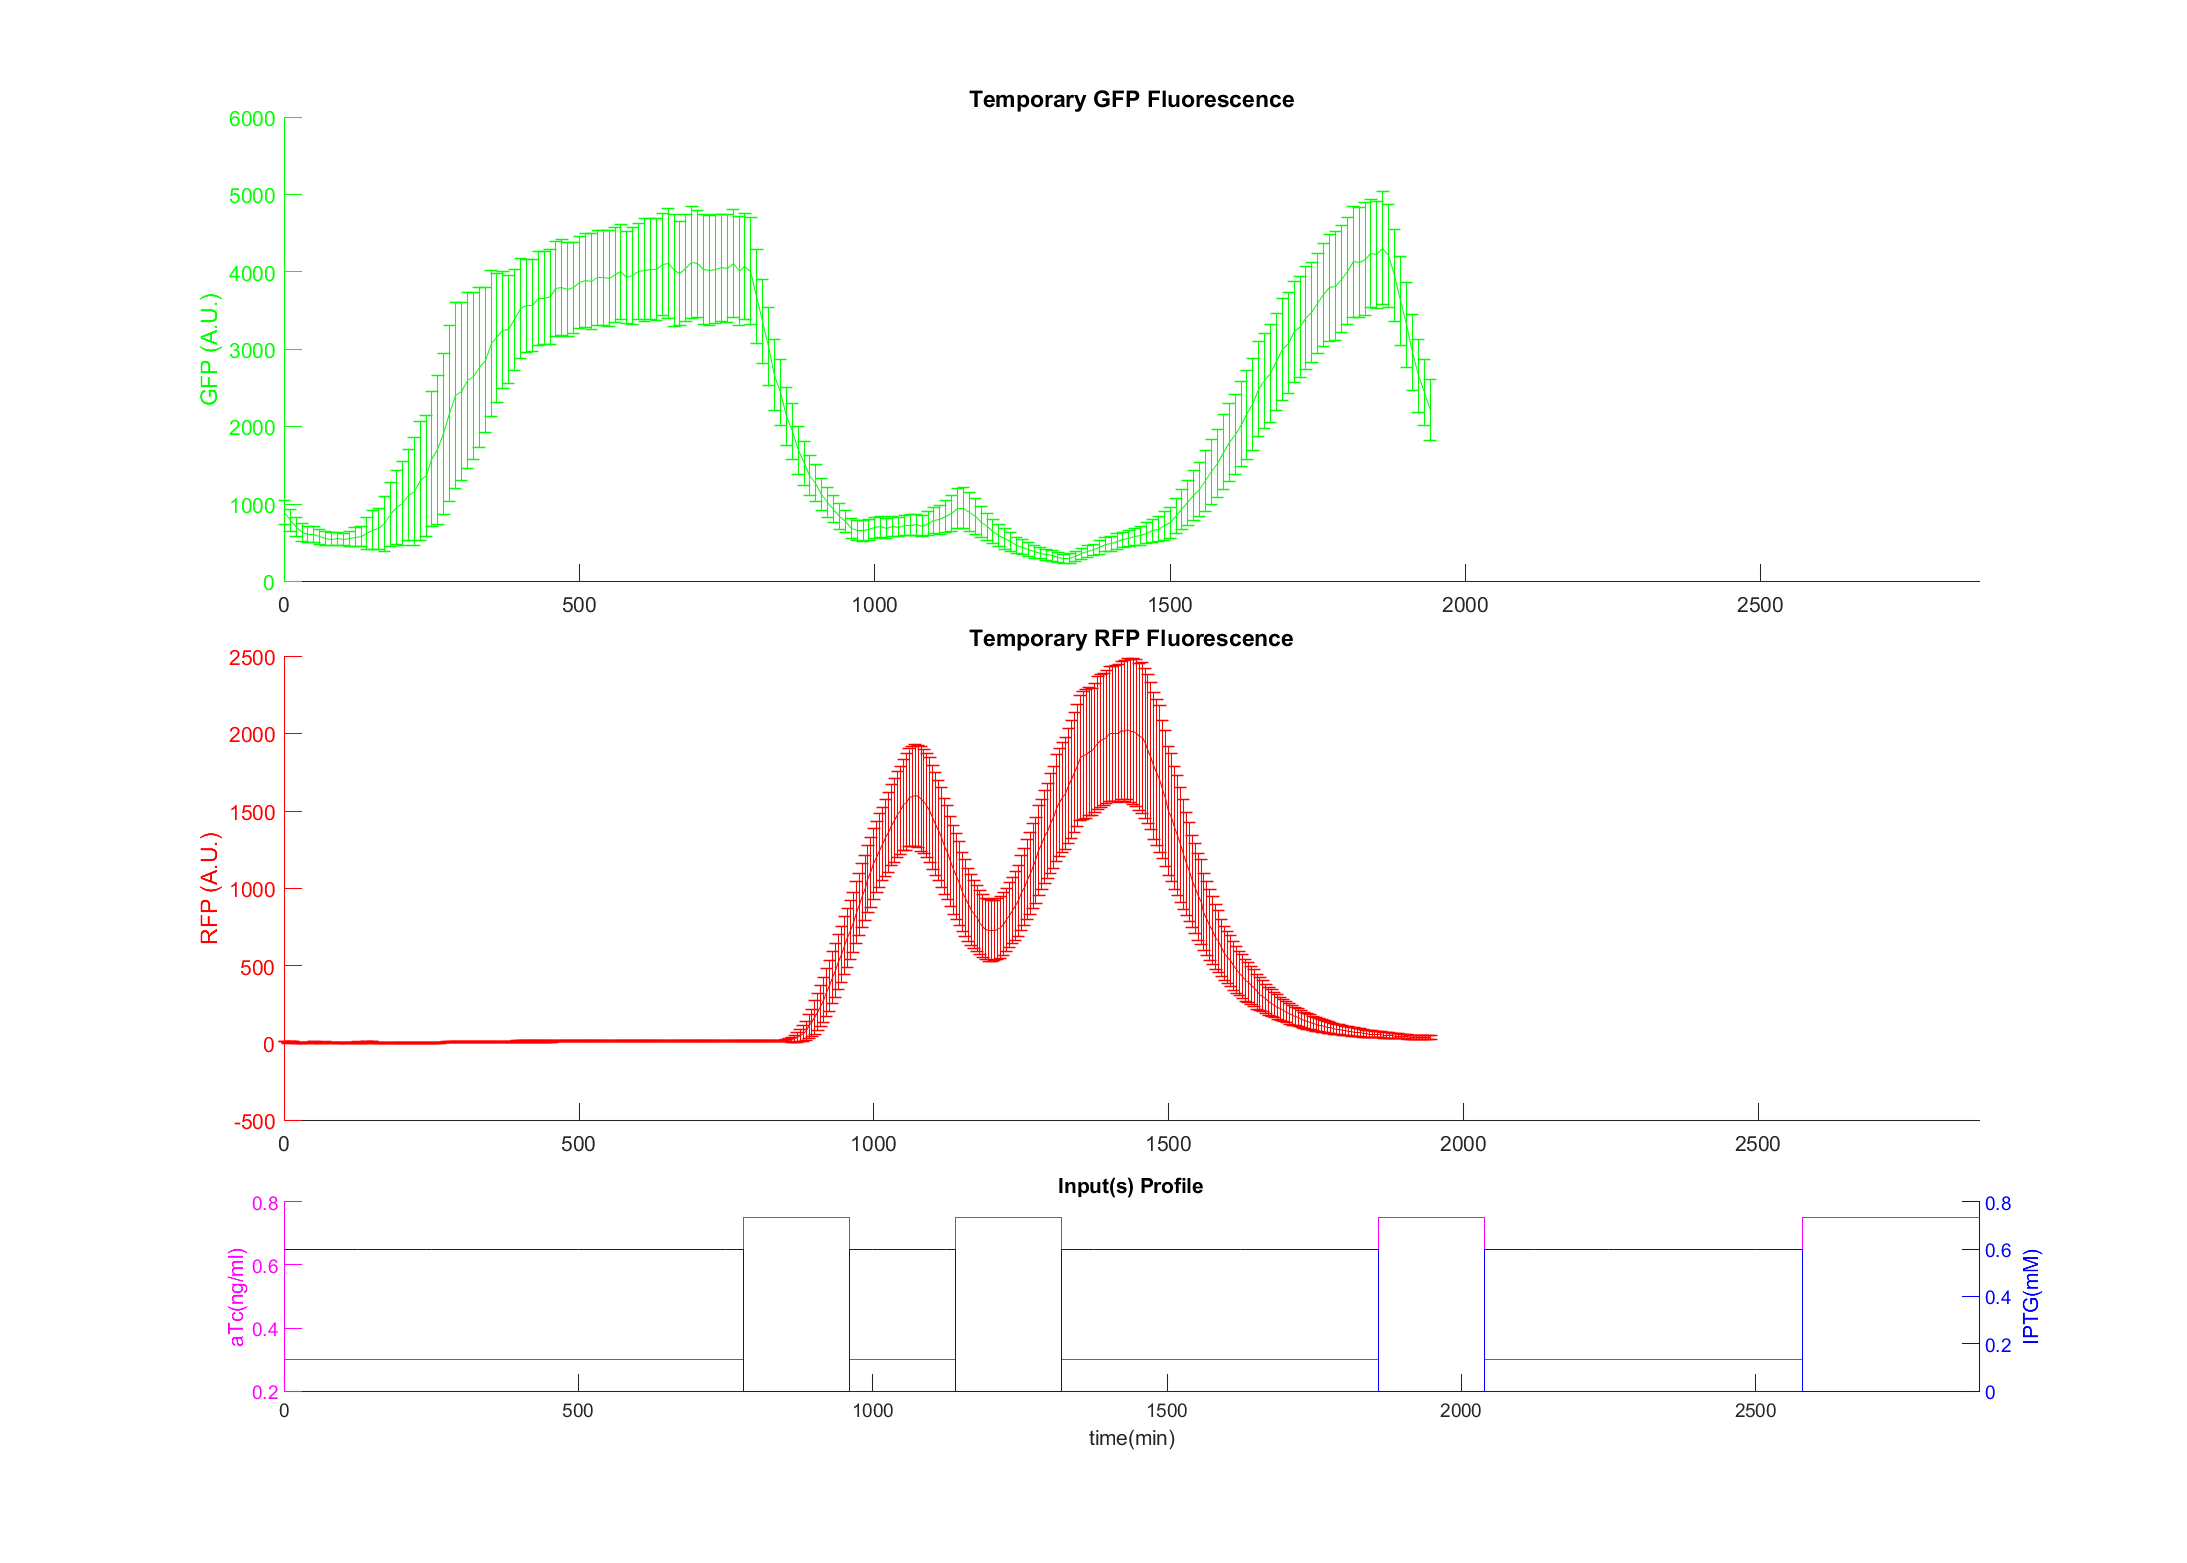 Temporary GFP Fluorescence
6000
5000
4000
3000
2000
1000
0
GFP (A.U.)
0 500 1000 1500 2000 2500
Temporary RFP Fluorescence
2500
2000
1500
1000
500
0
-500
RFP (A.U.)
0 500 1000 1500 2000 2500
Input(s) Profile
0.8
0.6
0.4
0.2
aTc(ng/ml)
0.8
0.6
0.4
0.2
0
IPTG(mM)
0 500 1000 1500 2000 2500
time(min)